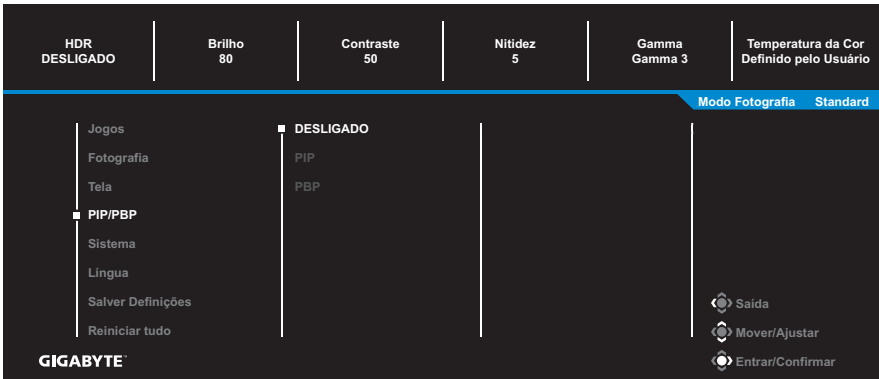 HDR
DESLIGADO
Brilho
80
Contraste
50
Nitidez
5
Gamma
Gamma 3
Temperatura da Cor
Definido pelo Usuário
Modo Fotografia Standard
Jogos
Fotografia
Tela
PIP/PBP
Sistema
Língua
Salver Definições
Reiniciar tudo
DESLIGADO
PIP
PBP
Saída
Mover/Ajustar
Entrar/Confirmar
GIGABYTE™